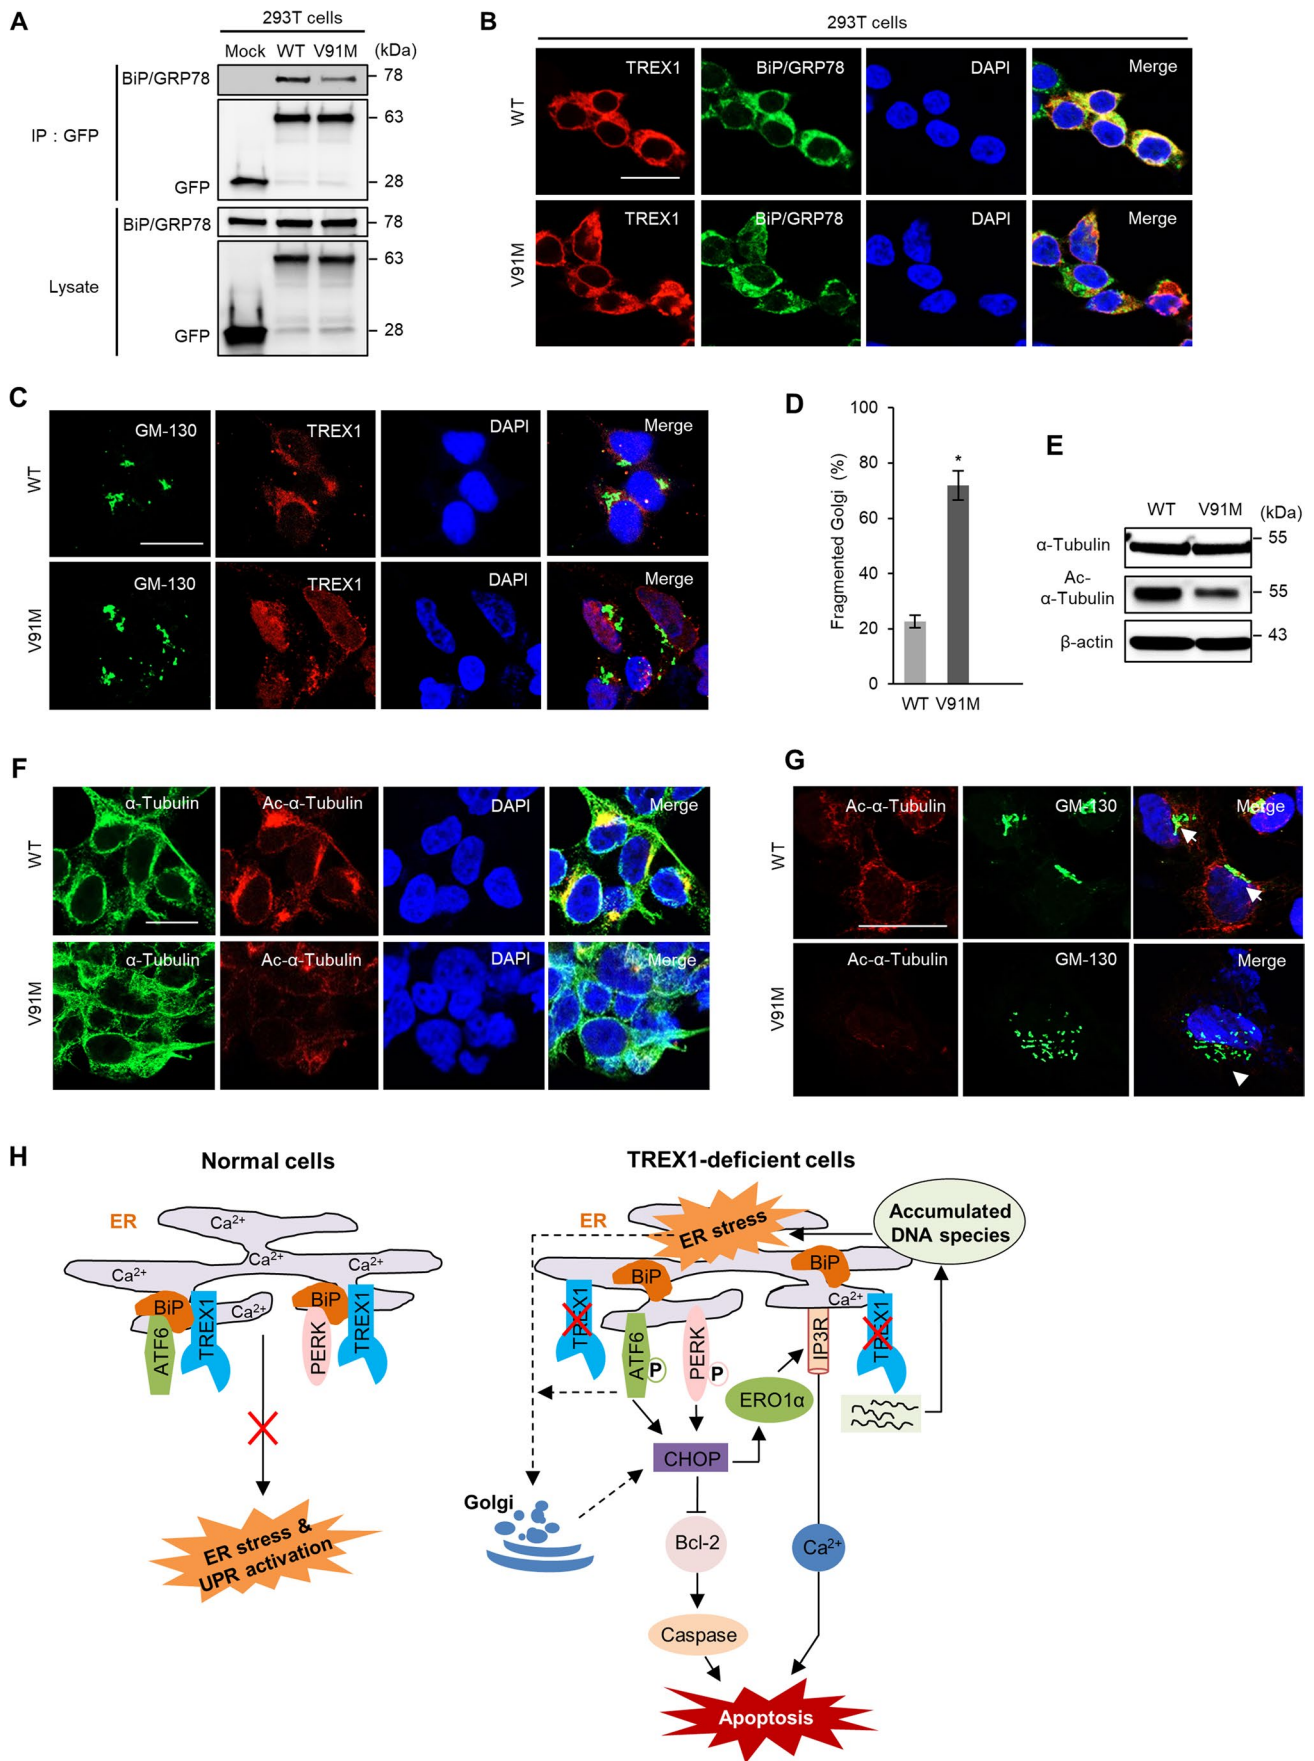 A
293T cells
Mock WT V91M (kDa)
BiP/GRP78 78
IP : GFP
63
GFP 28
BiP/GRP78 78
Lysate
63
GFP 28
B
293T cells
WT
TREX1 BiP/GRP78 DAPI Merge
V91M
TREX1 BiP/GRP78 DAPI Merge
C
WT
GM-130 TREX1 DAPI Merge
V91M
GM-130 TREX1 DAPI Merge
D
Fragmented Golgi (%)
100
80
60
40
20
0
*
WT V91M
E
WT V91M (kDa)
α-Tubulin 55
Ac-
α-Tubulin 55
β-actin 43
F
WT
α-Tubulin Ac-α-Tubulin DAPI Merge
V91M
α-Tubulin Ac-α-Tubulin DAPI Merge
G
WT
Ac-α-Tubulin GM-130 Merge
V91M
Ac-α-Tubulin GM-130 Merge
H
Normal cells
ER
Ca2+
Ca2+
Ca2+
Ca2+
Ca2+
BiP
ATF6
TREX1
BiP
PERK
TREX1
ER stress &
UPR activation
TREX1-deficient cells
ER
ER stress
Accumulated
DNA species
BiP
BiP
Ca2+
TREX1
ATF6
P
PERK
P
IP3R
TREX1
ERO1α
CHOP
Golgi
Bcl-2
Ca2+
Caspase
Apoptosis